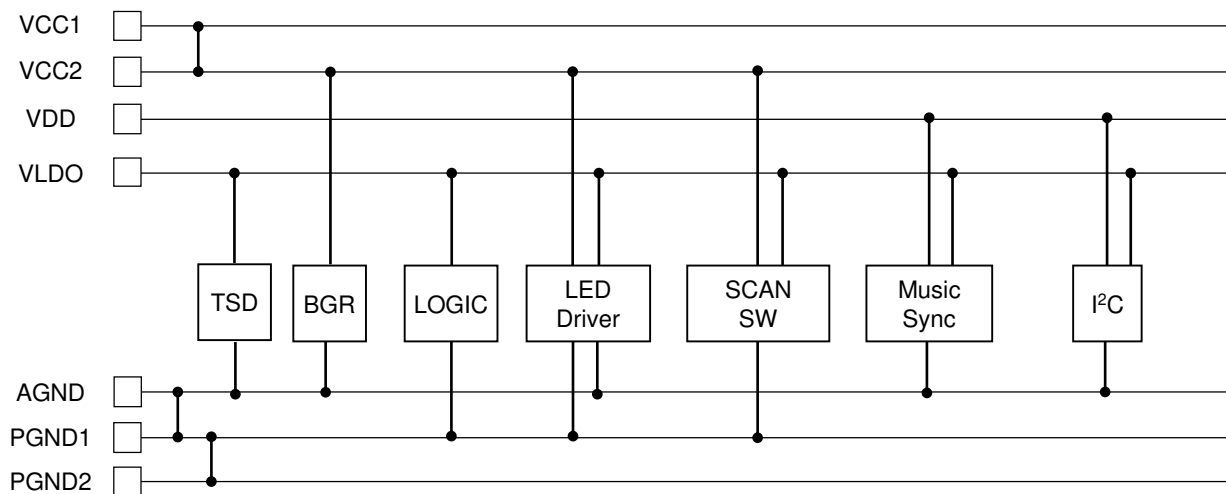 VCC1
VCC2
VDD
VLDO
TSD
BGR
LOGIC
LED
Driver
SCAN
SW
Music
Sync
I²C
AGND
PGND1
PGND2